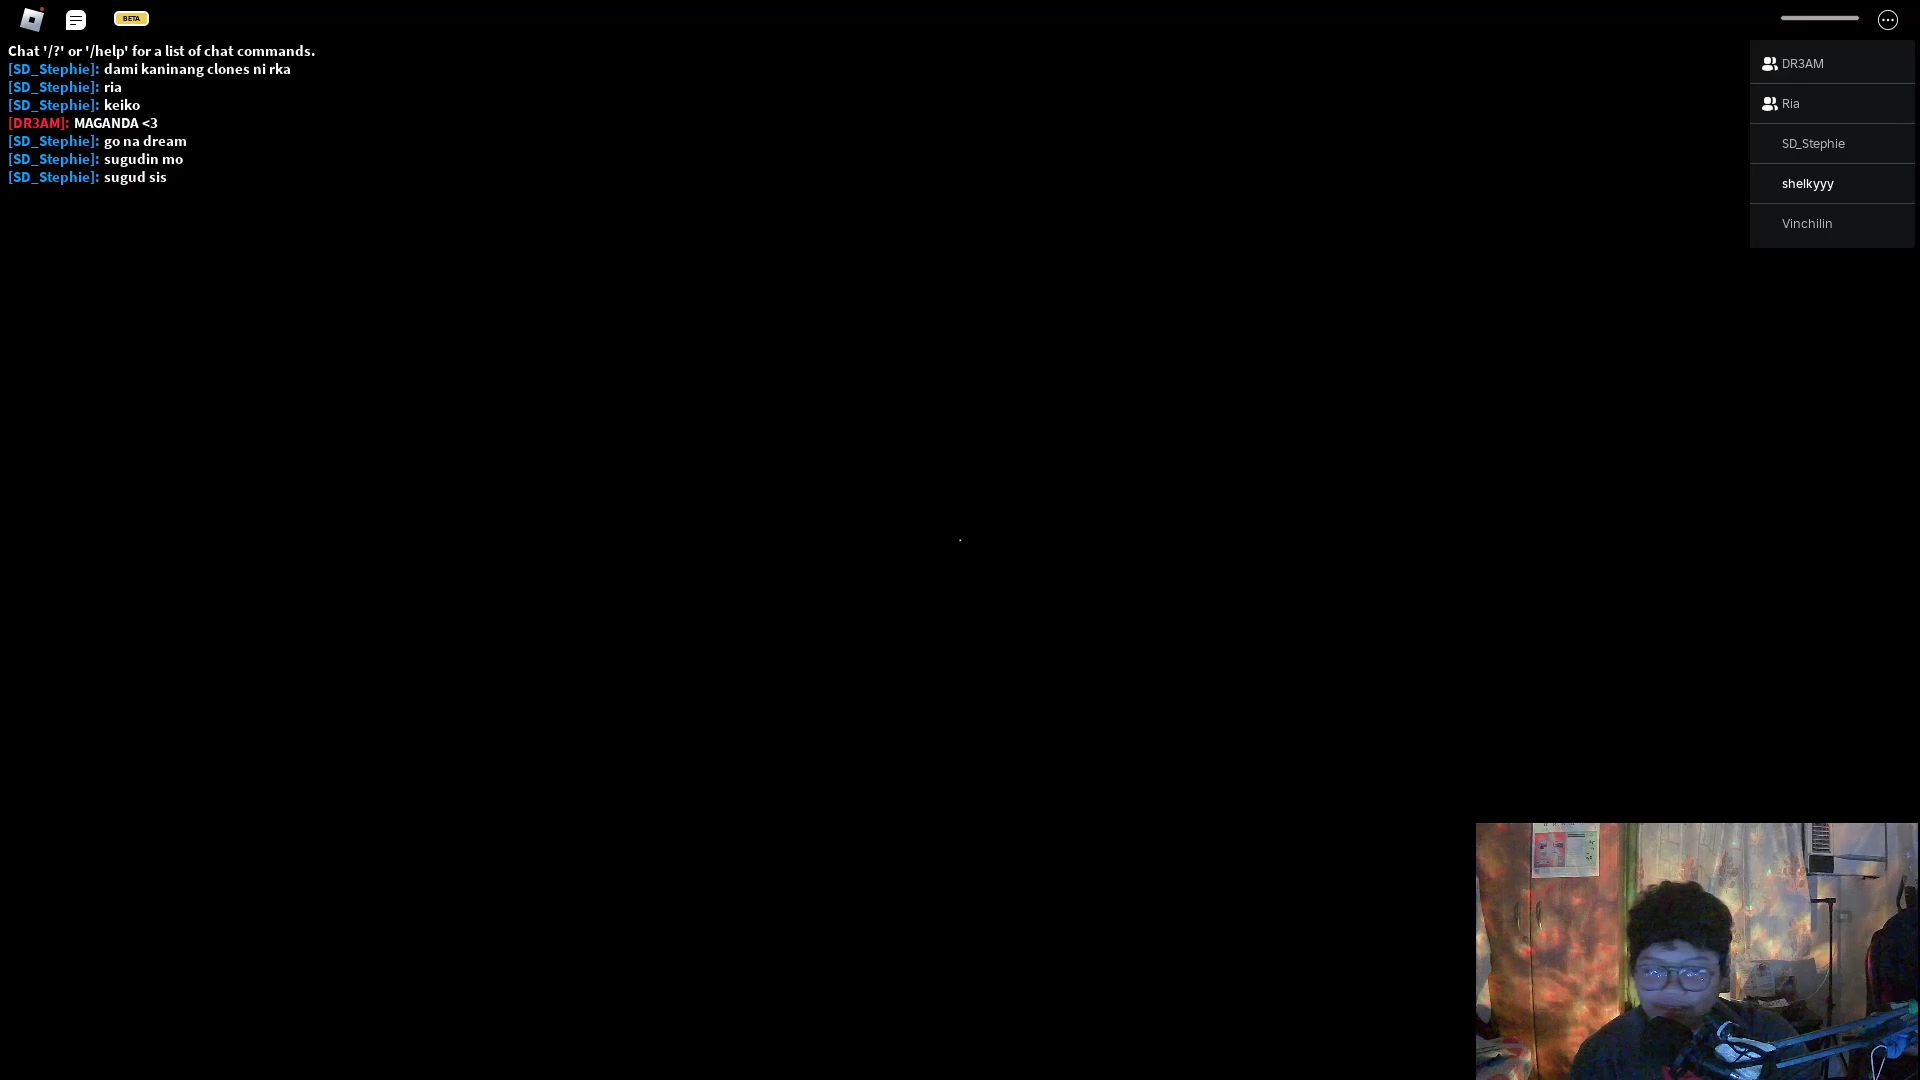 BETA
Chat '/?' or '/help' for a list of chat commands.
[SD_Stephie]: dami kaninang clones ni rka
[SD_Stephie]: ria
[SD_Stephie]: keiko
[DR3AM]: MAGANDA <3
[SD_Stephie]: go na dream
[SD_Stephie]: sugudin mo
[SD_Stephie]: sugud sis
DR3AM
Ria
SD_Stephie
shelkyyy
Vinchilin